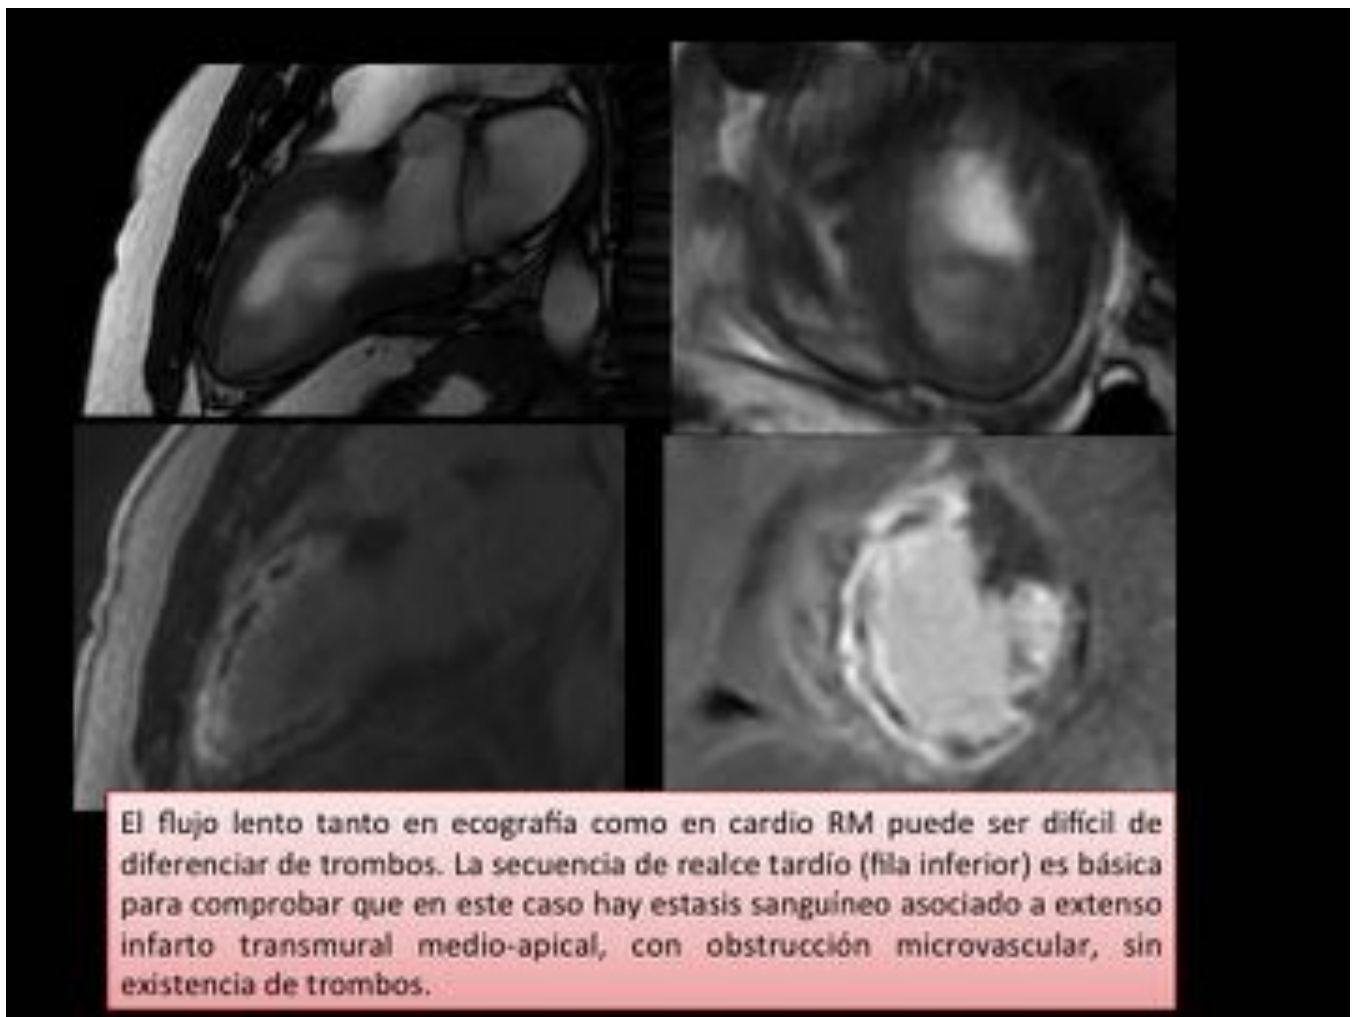 El flujo lento tanto en ecografía como en cardio RM puede ser difícil de
diferenciar de trombos. La secuencia de realce tardío (fila inferior) es básica
para comprobar que en este caso hay estasis sanguíneo asociado a extenso
infarto transmural medio-apical, con obstrucción microvascular, sin
existencia de trombos.